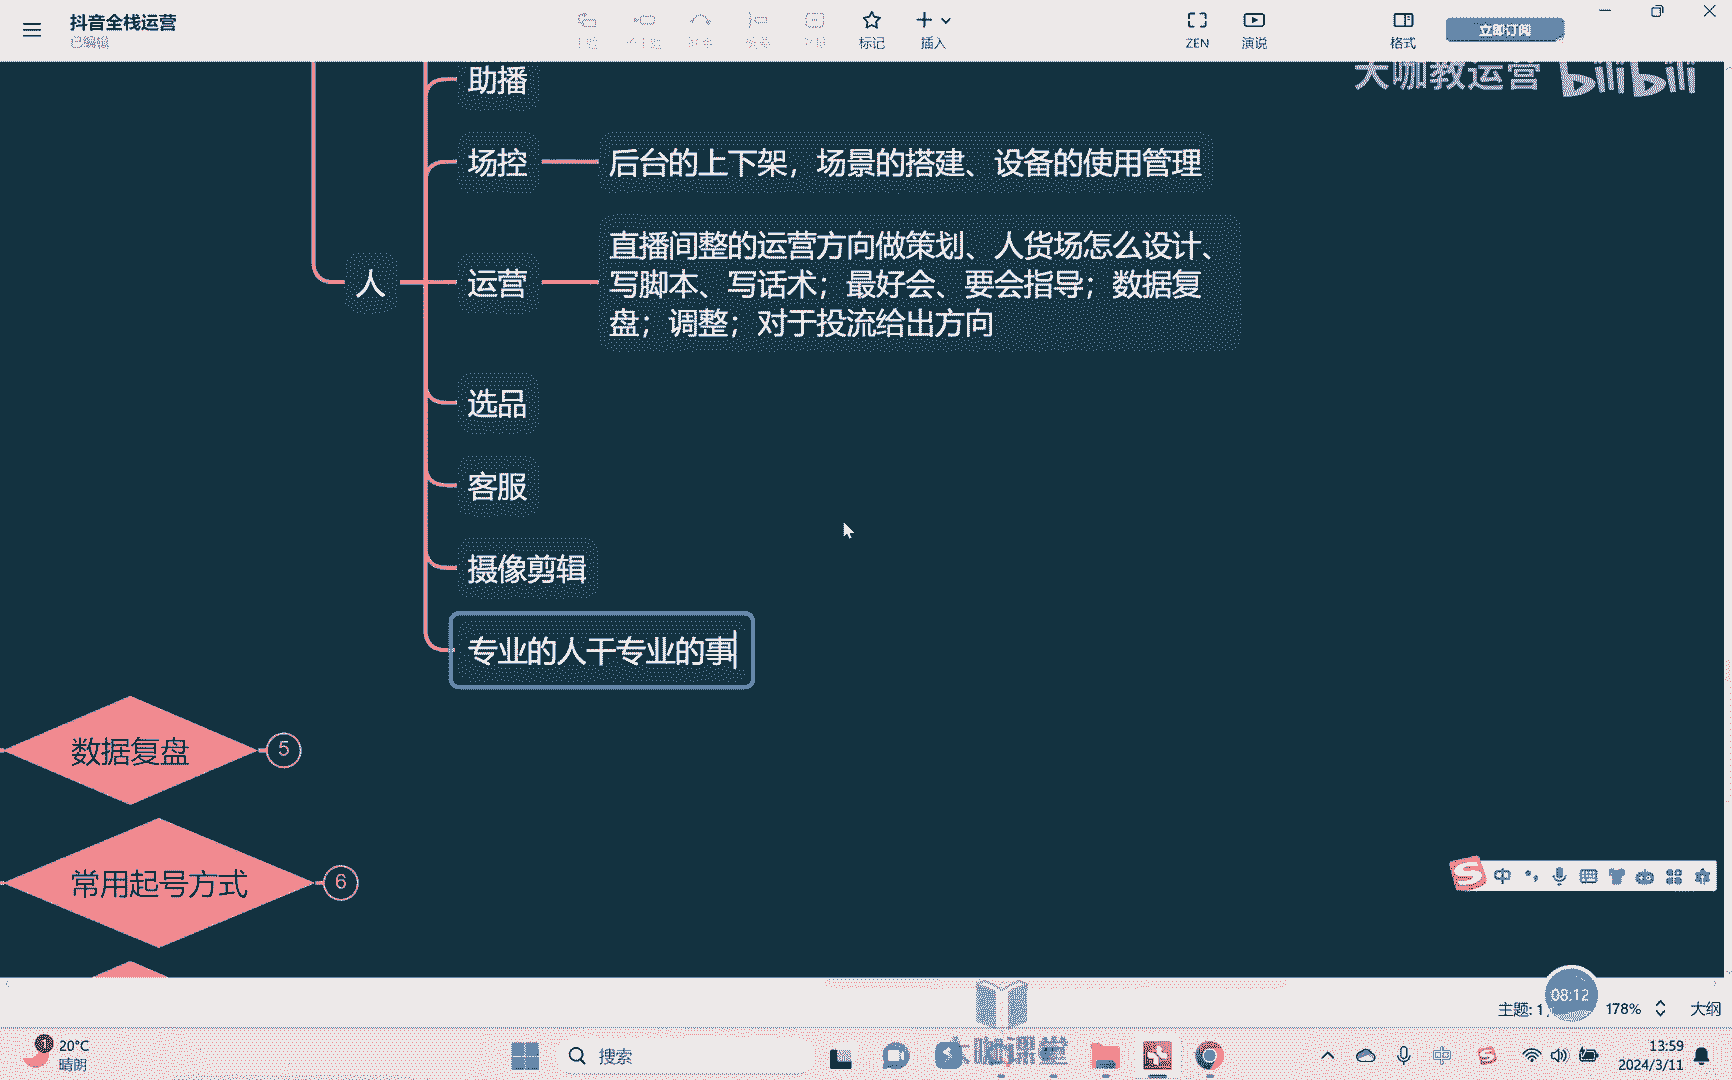 抖音全栈运营
已编辑
标记
插入
ZEN
演说
格式
立即订阅
大咖教运营 bilibili
助播
场控
后台的上下架，场景的搭建、设备的使用管理
人
运营
直播间整的运营方向做策划、人货场怎么设计、
写脚本、写话术；最好会、要会指导；数据复
盘；调整；对于投流给出方向
选品
客服
摄像剪辑
专业的人干专业的事
数据复盘
5
常用起号方式
6
中
08:12
主题: 1
178%
大纲
1
20°C
晴朗
搜索
大咖课堂
中
13:59
2024/3/11